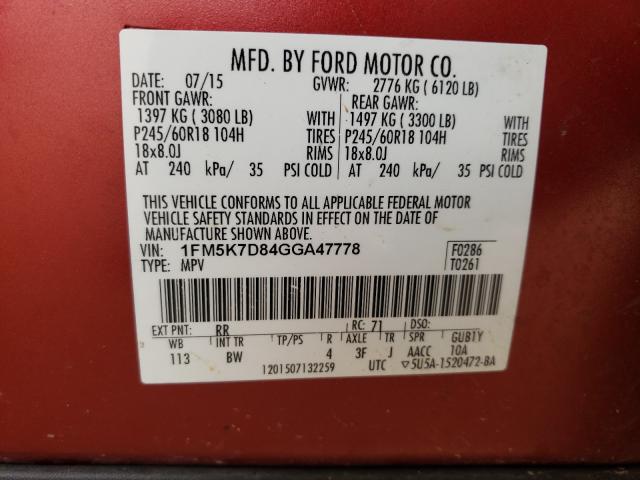 MFD. BY FORD MOTOR CO.
DATE: 07/15 GVWR: 2776 KG ( 6120 LB)
FRONT GAWR: REAR GAWR:
1397 KG ( 3080 LB) WITH 1497 KG ( 3300 LB) WITH
P245/60R18 104H TIRES P245/60R18 104H TIRES
18x8.0J RIMS 18x8.0J RIMS
AT 240 kPa/ 35 PSI COLD AT 240 kPa/ 35 PSI COLD
THIS VEHICLE CONFORMS TO ALL APPLICABLE FEDERAL MOTOR
VEHICLE SAFETY STANDARDS IN EFFECT ON THE DATE OF
MANUFACTURE SHOWN ABOVE.
VIN: 1FM5K7D84GGA47778 F0286
TYPE: MPV T0261
EXT PNT: RR RC: 71 DSO:
WB INT TR TP/PS R AXLE TR SPR GUB1Y
113 BW 4 3F J AACC 10A
1201507132259 UTC ▽5U5A-1520472-BA